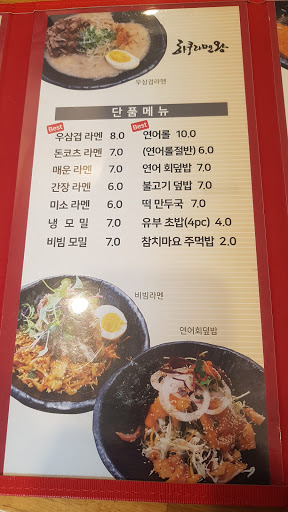 하쿠라멘왕
우삼겹라멘
단품메뉴
Best 우삼겹 라멘 8.0
돈코츠 라멘 7.0
매운 라멘 7.0
간장 라멘 6.0
미소 라멘 6.0
냉 모밀 7.0
비빔 모밀 7.0
Best 연어롤 10.0
(연어롤절반) 6.0
연어 회덮밥 7.0
불고기 덮밥 7.0
떡 만두국 7.0
유부 초밥(4pc) 4.0
참치마요 주먹밥 2.0
비빔라멘
연어회덮밥